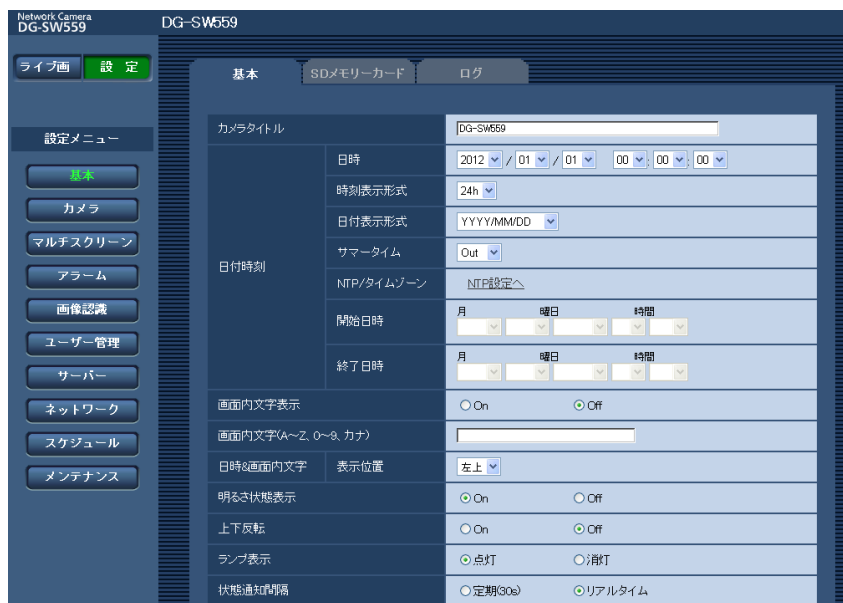 Network Camera
DG-SW559
DG-SW559
ライブ画
設 定
設定メニュー
基本
カメラ
マルチスクリーン
アラーム
画像認識
ユーザー管理
サーバー
ネットワーク
スケジュール
メンテナンス
基本
SDメモリーカード
ログ
カメラタイトル
DG-SW559
日付時刻
日時
2012 / 01 / 01 00 : 00 : 00
時刻表示形式
24h
日付表示形式
YYYY/MM/DD
サマータイム
Out
NTP/タイムゾーン
NTP設定へ
開始日時
月 曜日 時間
終了日時
月 曜日 時間
画面内文字表示
On Off
画面内文字(A～Z、0～9、カナ)
日時&画面内文字 表示位置
左上
明るさ状態表示
On Off
上下反転
On Off
ランプ表示
点灯 消灯
状態通知間隔
定期(30s) リアルタイム